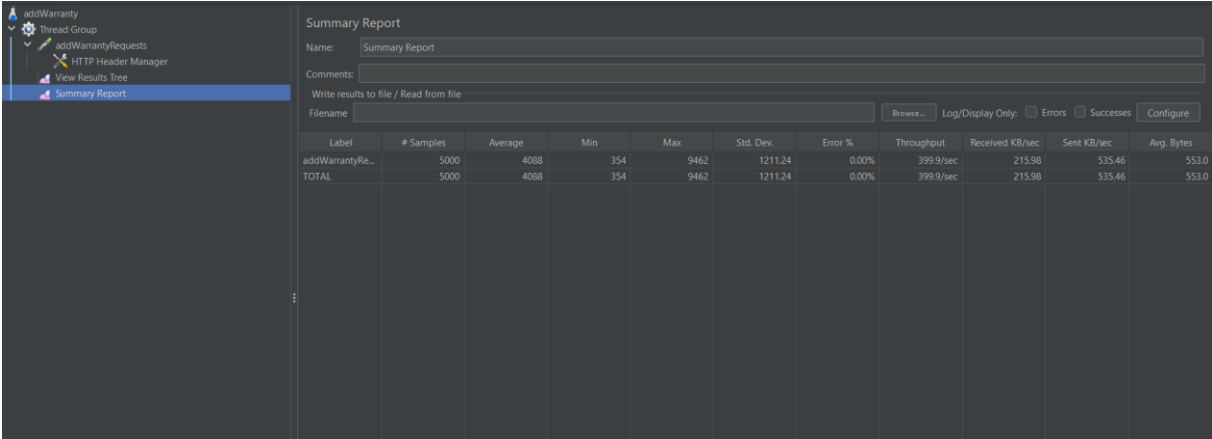 addWarranty
Thread Group
addWarrantyRequests
HTTP Header Manager
View Results Tree
Summary Report
Summary Report
Name: Summary Report
Comments:
Write results to file / Read from file
Filename Browse... Log/Display Only: Errors Successes Configure
Label # Samples Average Min Max Std. Dev. Error % Throughput Received KB/sec Sent KB/sec Avg. Bytes
addWarrantyRe... 5000 4088 354 9462 1211.24 0.00% 399.9/sec 215.98 535.46 553.0
TOTAL 5000 4088 354 9462 1211.24 0.00% 399.9/sec 215.98 535.46 553.0